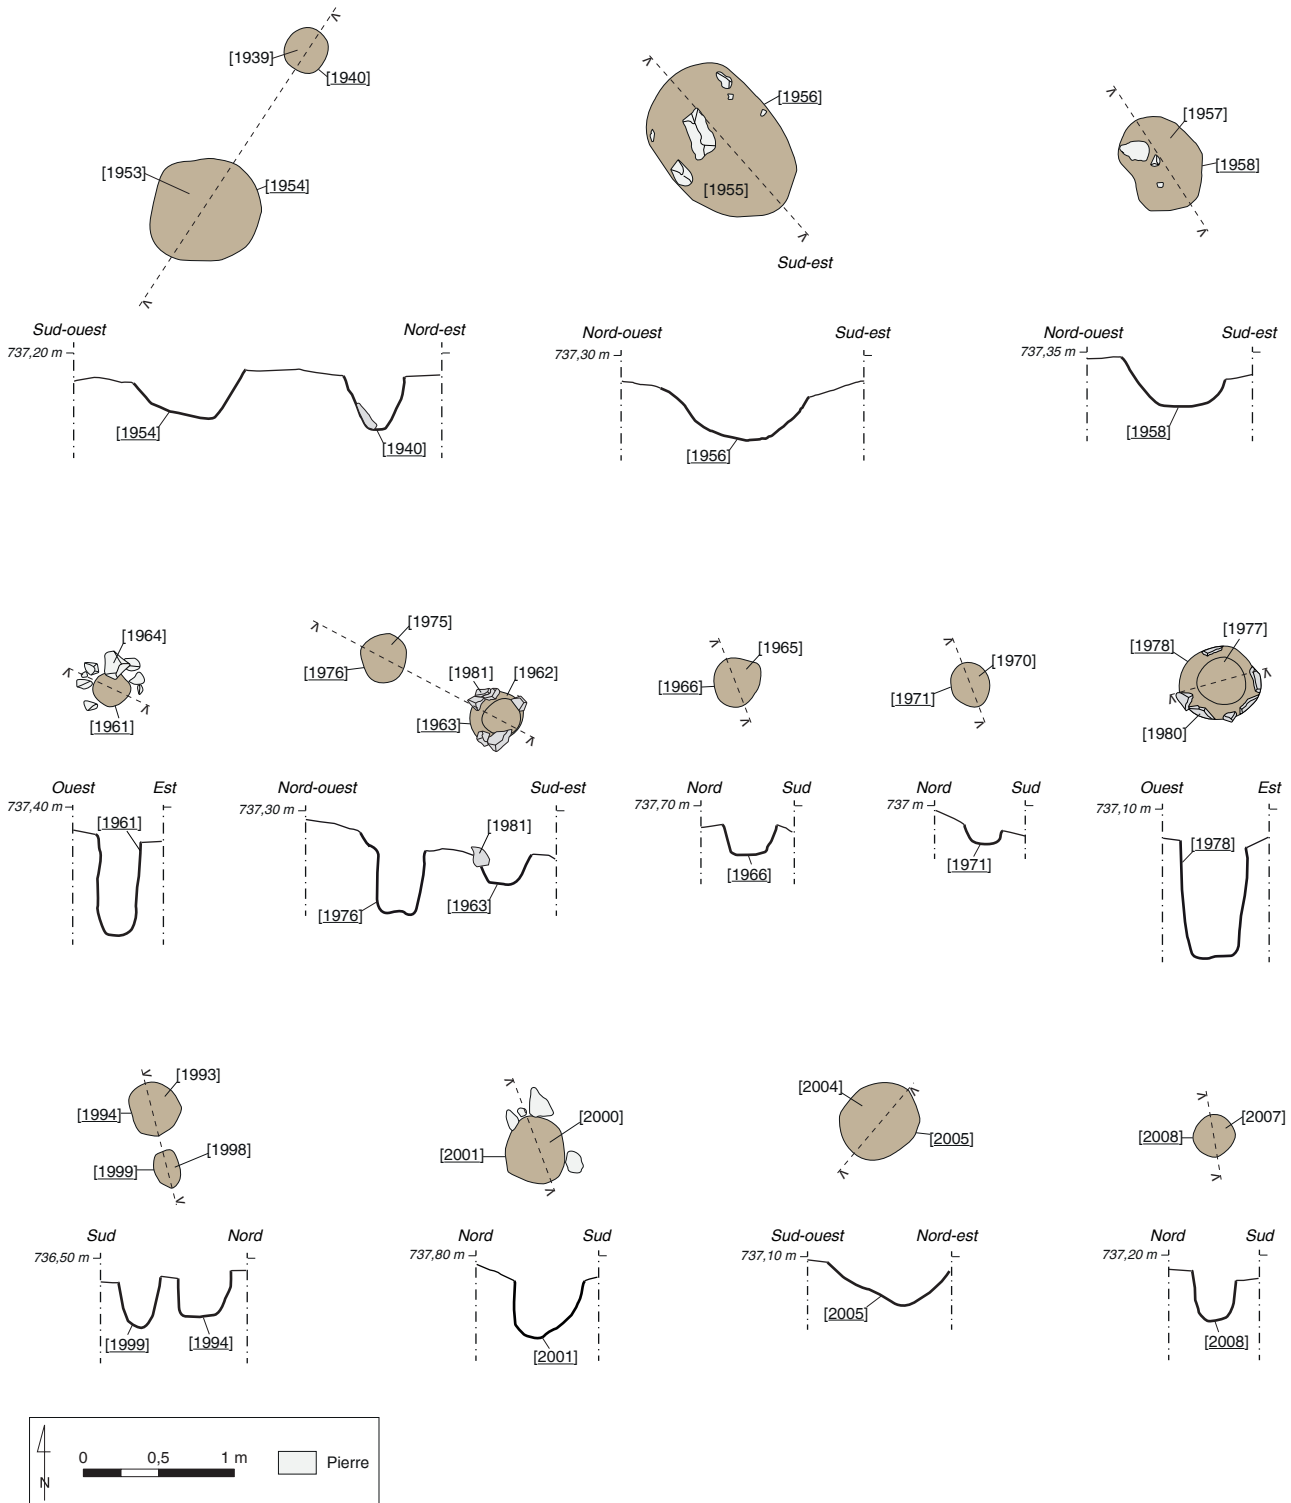 [1939]
[1940]
[1953]
[1954]
[1956]
[1955]
Sud-est
[1957]
[1958]
Sud-ouest
Nord-est
737,20 m
[1954]
[1940]
Nord-ouest
Sud-est
737,30 m
[1956]
Nord-ouest
Sud-est
737,35 m
[1958]
[1964]
[1961]
[1975]
[1976]
[1981]
[1962]
[1963]
[1965]
[1966]
[1970]
[1971]
[1977]
[1978]
[1980]
Ouest
Est
737,40 m
[1961]
Nord-ouest
Sud-est
737,30 m
[1981]
[1976]
[1963]
Nord
Sud
737,70 m
[1966]
Nord
Sud
737 m
[1971]
Ouest
Est
737,10 m
[1978]
[1993]
[1994]
[1998]
[1999]
[2000]
[2001]
[2004]
[2005]
[2007]
[2008]
Sud
Nord
736,50 m
[1999]
[1994]
Nord
Sud
737,80 m
[2001]
Sud-ouest
Nord-est
737,10 m
[2005]
Nord
Sud
737,20 m
[2008]
N
0 0,5 1 m
Pierre